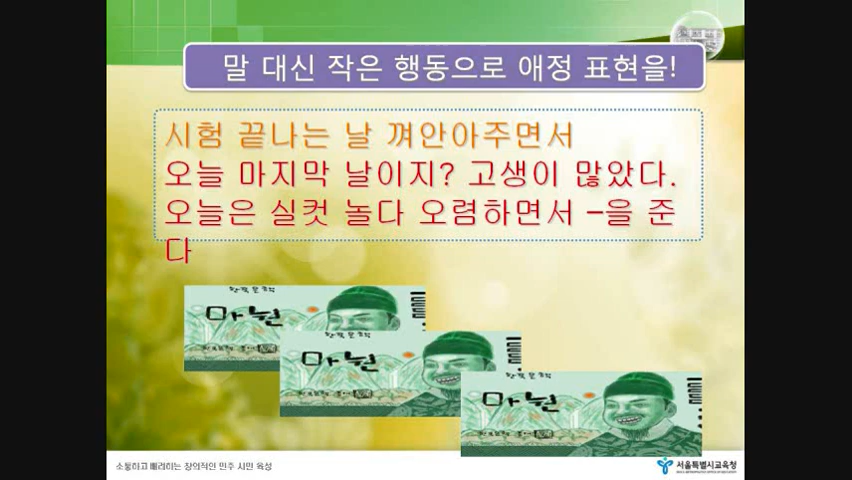 말 대신 작은 행동으로 애정 표현을!
시험 끝나는 날 껴안아주면서
오늘 마지막 날이지? 고생이 많았다.
오늘은 실컷 놀다 오렴하면서 –을 준
다
마눤
마눤
마눤
소통하고 배려하는 창의적인 민주 시민 육성
서울특별시교육청